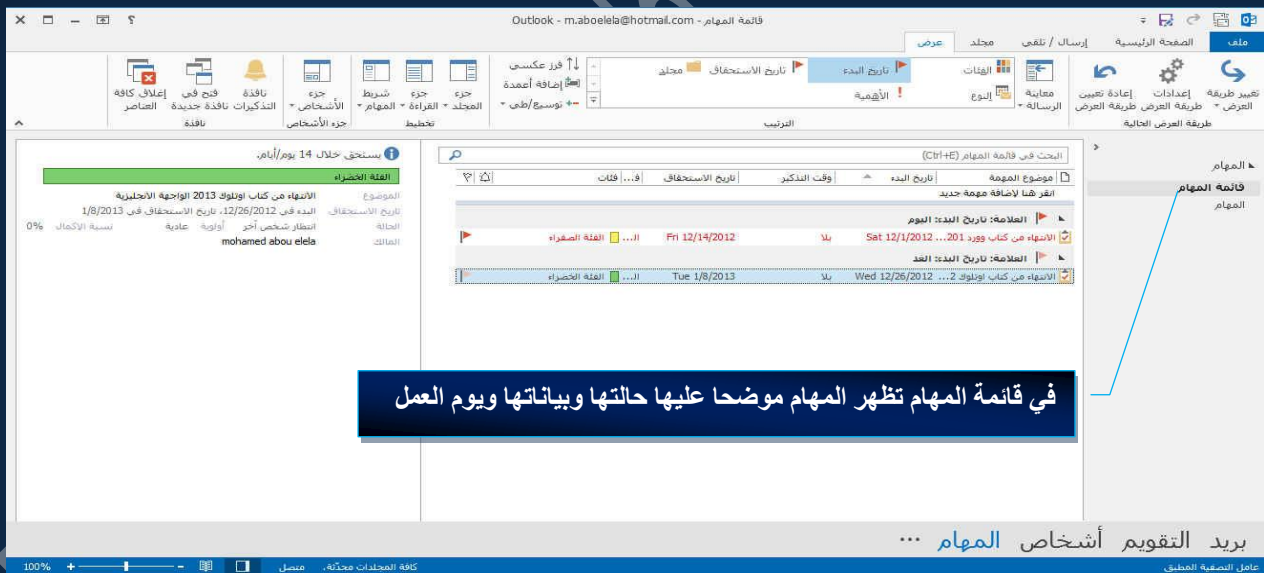 قائمة المهام - Outlook - m.aboelela@hotmail.com
ملف الصفحة الرئيسية إرسال / تلقي مجلد عرض
تغيير طريقة العرض
إعدادات طريقة العرض
إعادة تعيين طريقة العرض
طريقة العرض الحالية
معاينة الرسالة
الفئات
تاريخ البدء
تاريخ الاستحقاق
مجلد
النوع
الأهمية
الترتيب
فرز عكسي
إضافة أعمدة
توسيع/طي
جزء المجلد
جزء القراءة
شريط المهام
تخطيط
جزء الأشخاص
جزء الأشخاص
نافذة التذكيرات
فتح في نافذة جديدة
إغلاق كافة العناصر
نافذة
المهام
قائمة المهام
المهام
البحث في قائمة المهام (Ctrl+E)
موضوع المهمة تاريخ البدء وقت التذكير تاريخ الاستحقاق ف... فئات
انقر هنا لإضافة مهمة جديد
العلامة: تاريخ البدء: اليوم
الانتهاء من كتاب وورد 201... Sat 12/1/2012 بلا Fri 12/14/2012 ال... الفئة الصفراء
العلامة: تاريخ البدء: الغد
الانتهاء من كتاب اوتلوك 2... Wed 12/26/2012 بلا Tue 1/8/2013 ال... الفئة الخضراء
يستحق خلال 14 يوم/أيام.
الفئة الخضراء
الموضوع الانتهاء من كتاب اوتلوك 2013 الواجهة الانجليزية
تاريخ الاستحقاق البدء في 12/26/2012، تاريخ الاستحقاق في 1/8/2013
الحالة انتظار شخص آخر أولوية عادية نسبة الإكمال 0%
المالك mohamed abou elela
في قائمة المهام تظهر المهام موضحا عليها حالتها وبياناتها ويوم العمل
بريد التقويم أشخاص المهام ...
عامل التصفية المطبق
كافة المجلدات محدّثة. متصل
100%